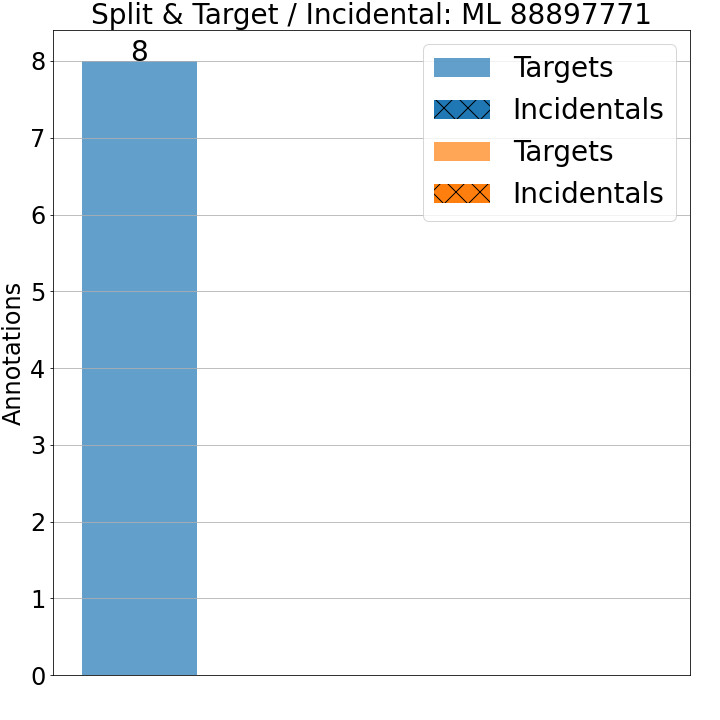 Split & Target / Incidental: ML 88897771
8
Targets
Incidentals
Targets
Incidentals
Annotations
8
7
6
5
4
3
2
1
0